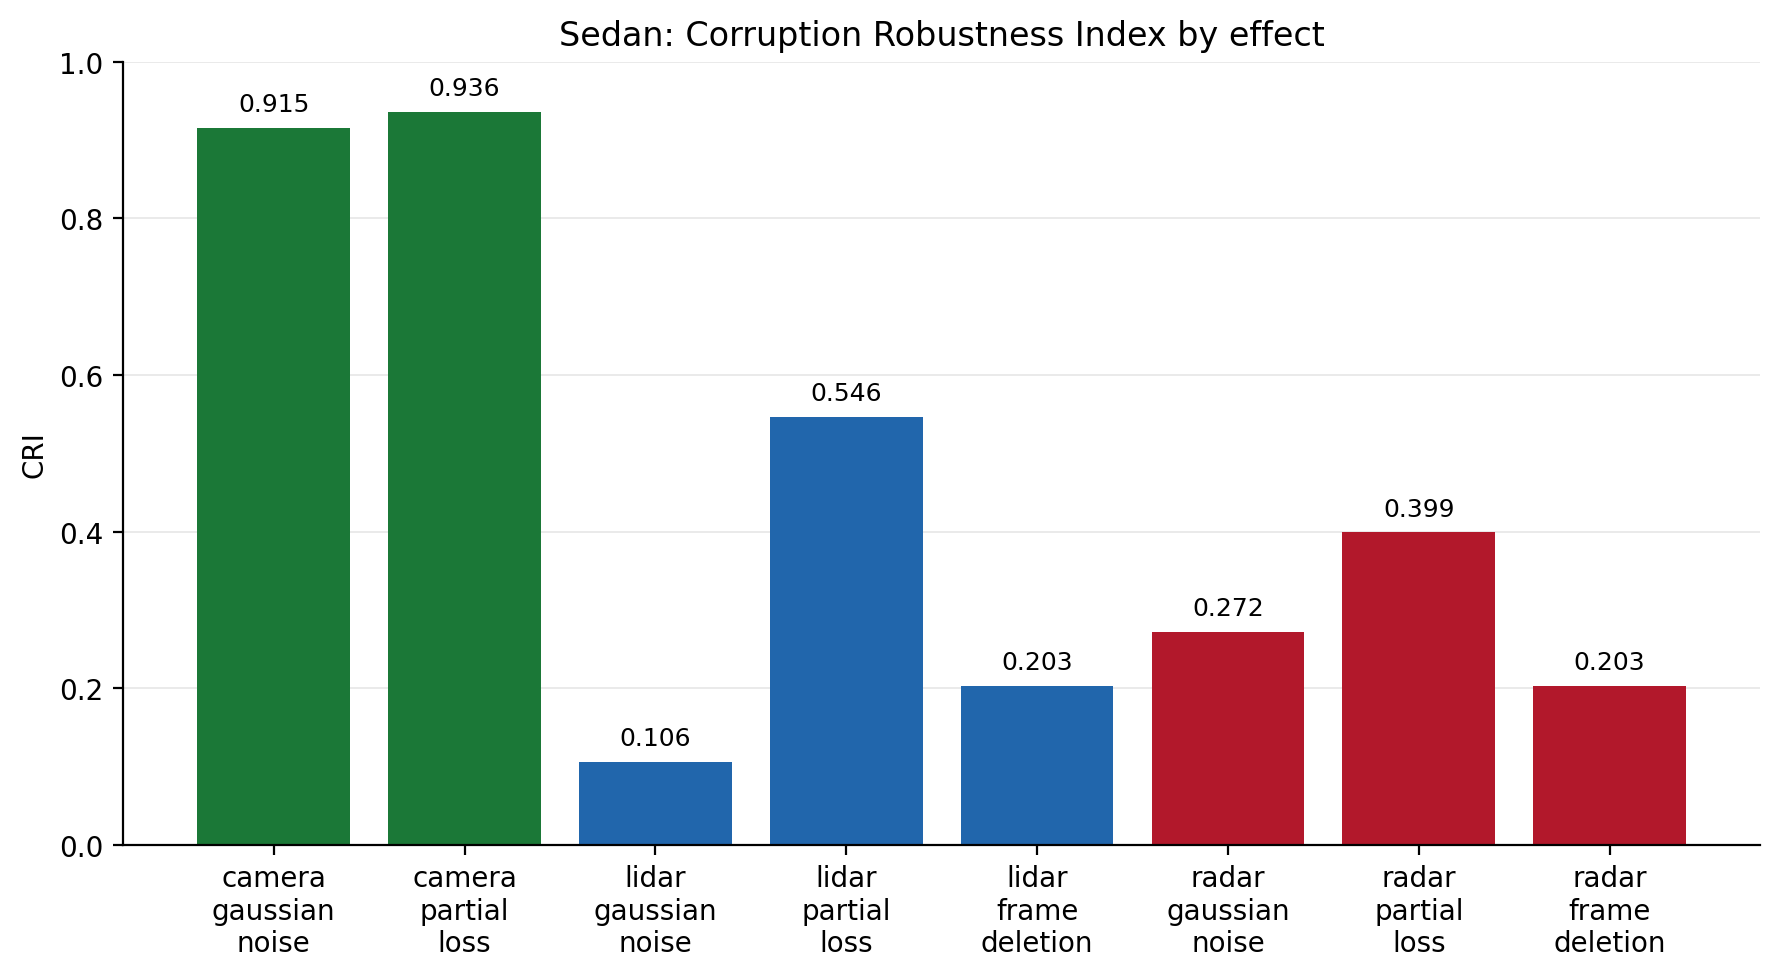 Sedan: Corruption Robustness Index by effect
1.0
0.8
0.6
0.4
0.2
0.0
CRI
0.915
0.936
0.106
0.546
0.203
0.272
0.399
0.203
camera
gaussian
noise
camera
partial
loss
lidar
gaussian
noise
lidar
partial
loss
lidar
frame
deletion
radar
gaussian
noise
radar
partial
loss
radar
frame
deletion